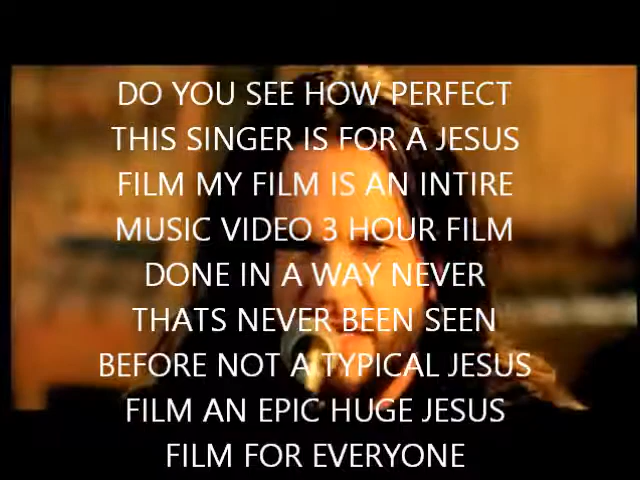 DO YOU SEE HOW PERFECT
THIS SINGER IS FOR A JESUS
FILM MY FILM IS AN INTIRE
MUSIC VIDEO 3 HOUR FILM
DONE IN A WAY NEVER
THATS NEVER BEEN SEEN
BEFORE NOT A TYPICAL JESUS
FILM AN EPIC HUGE JESUS
FILM FOR EVERYONE